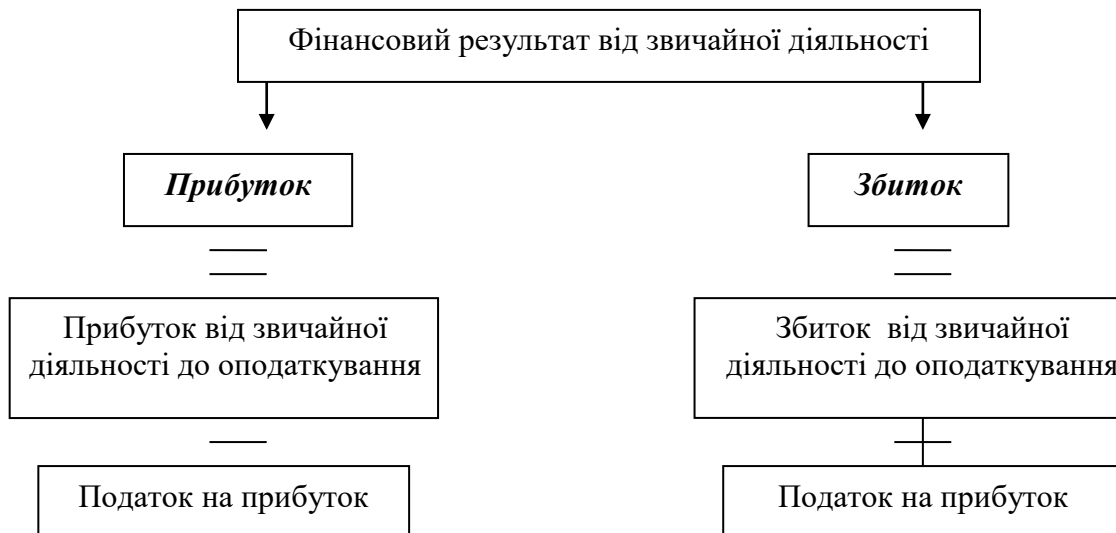 Фінансовий результат від звичайної діяльності
Прибуток
Збиток
Прибуток від звичайної
діяльності до оподаткування
Збиток від звичайної
діяльності до оподаткування
Податок на прибуток
Податок на прибуток